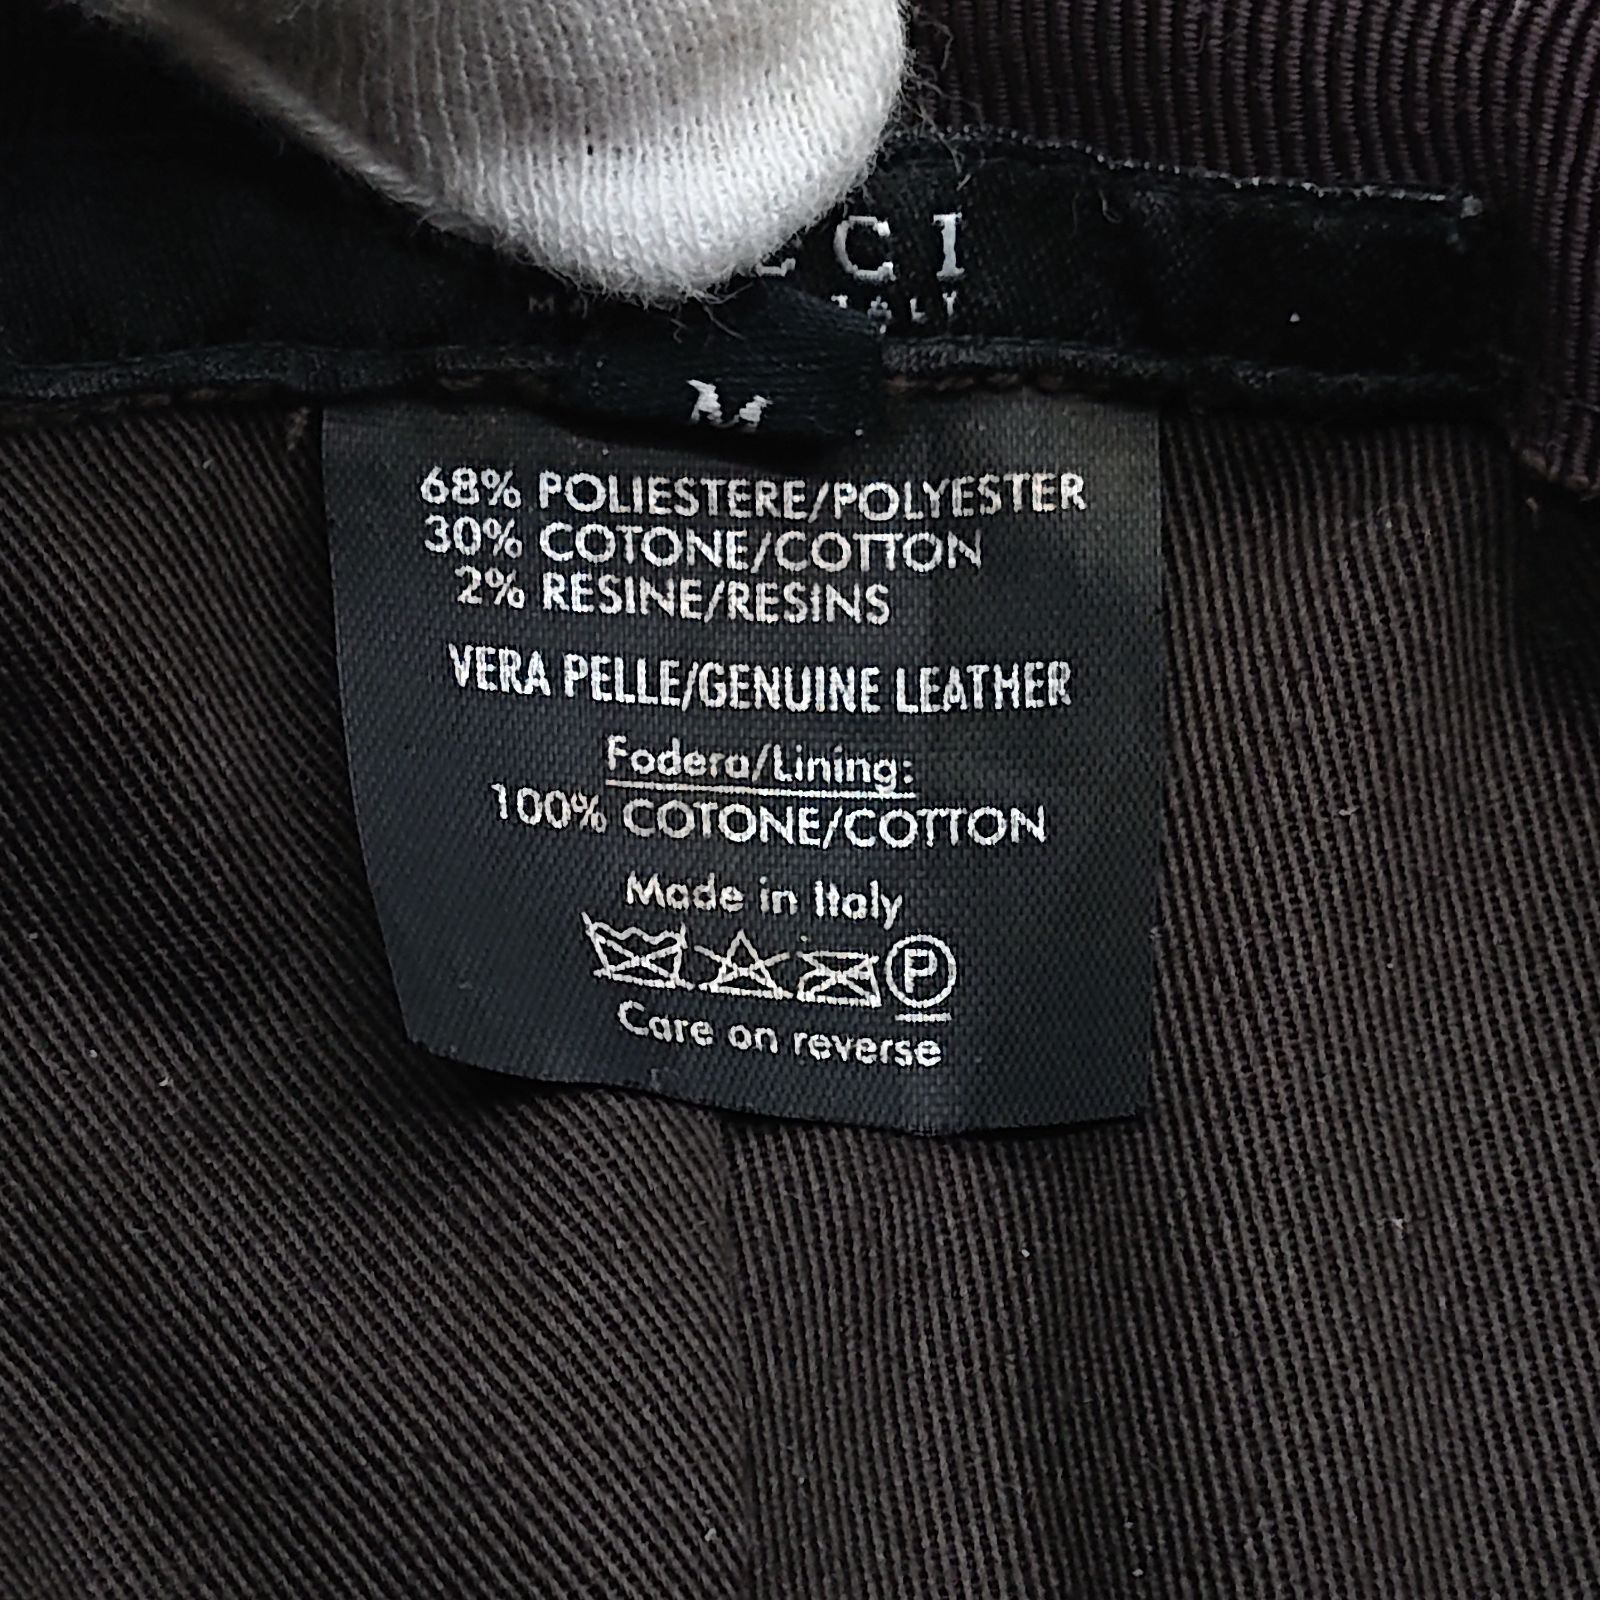 CCI
M
68% POLIESTERE/POLYESTER
30% COTONE/COTTON
2% RESINE/RESINS
VERA PELLE/GENUINE LEATHER
Fodera/Lining:
100% COTONE/COTTON
Made in Italy
P
Care on reverse